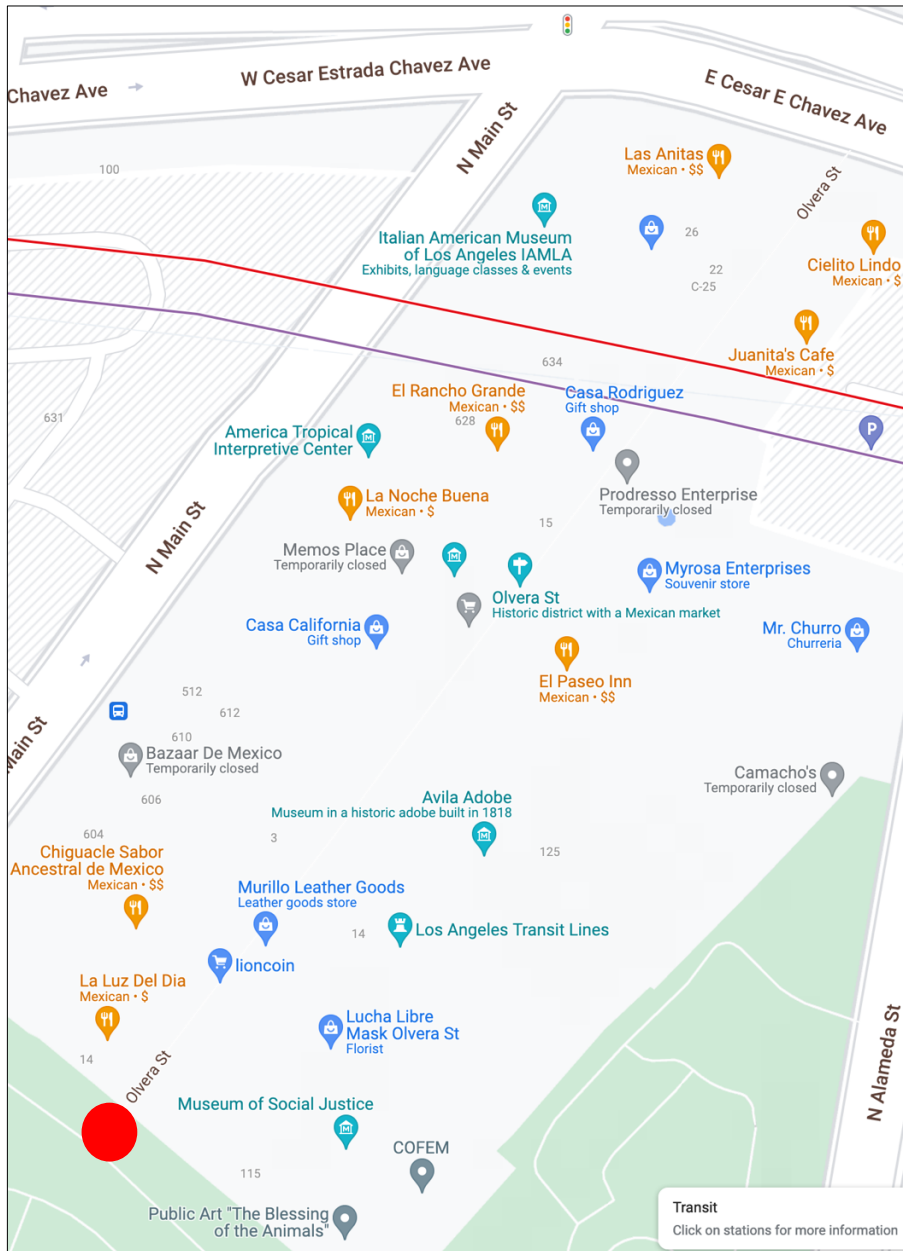 W Cesar Estrada Chavez Ave
Chavez Ave
E Cesar E Chavez Ave
N Main St
100
Las Anitas
Mexican • $$
Olvera St
26
Italian American Museum
of Los Angeles IAMLA
Exhibits, language classes & events
Cielito Lindo
Mexican • $
22
C-25
Juanita's Cafe
Mexican • $
634
El Rancho Grande
Mexican • $$
628
Casa Rodriguez
Gift shop
631
America Tropical
Interpretive Center
P
La Noche Buena
Mexican • $
Prodresso Enterprise
Temporarily closed
15
N Main St
Memos Place
Temporarily closed
Myrosa Enterprises
Souvenir store
Olvera St
Historic district with a Mexican market
Casa California
Gift shop
Mr. Churro
Churreria
El Paseo Inn
Mexican • $$
512
612
610
Main St
Bazaar De Mexico
Temporarily closed
Camacho's
Temporarily closed
606
Avila Adobe
Museum in a historic adobe built in 1818
604
3
125
Chiguacle Sabor
Ancestral de Mexico
Mexican • $$
Murillo Leather Goods
Leather goods store
14
Los Angeles Transit Lines
lioncoin
La Luz Del Dia
Mexican • $
Lucha Libre
Mask Olvera St
Florist
14
Olvera St
N Alameda St
Museum of Social Justice
COFEM
115
Public Art "The Blessing
of the Animals"
Transit
Click on stations for more information